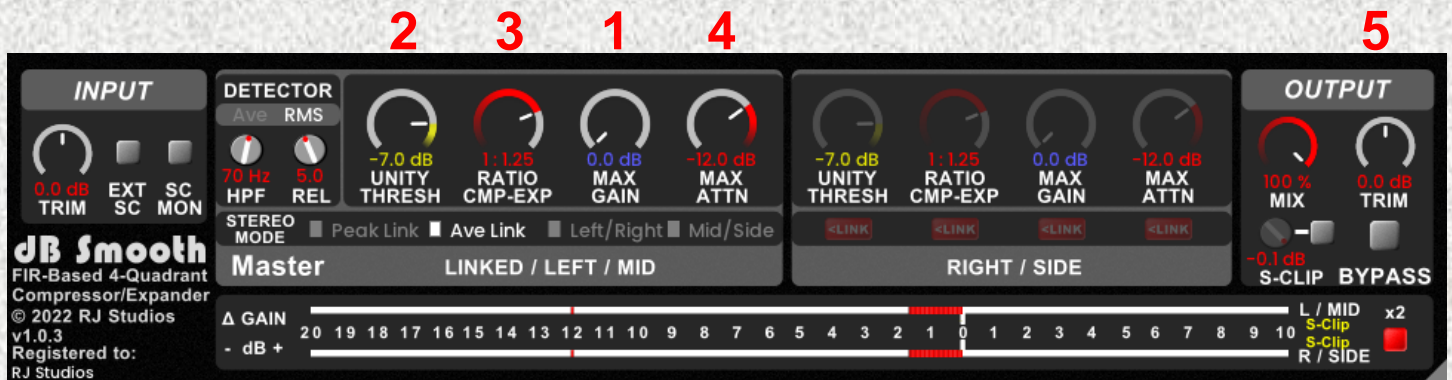 2 3 1 4 5
INPUT
0.0 dB
TRIM
EXT
SC
SC
MON
DETECTOR
Ave RMS
70 Hz
HPF
5.0
REL
-7.0 dB
UNITY
THRESH
1:1.25
RATIO
CMP-EXP
0.0 dB
MAX
GAIN
-12.0 dB
MAX
ATTN
-7.0 dB
UNITY
THRESH
1:1.25
RATIO
CMP-EXP
0.0 dB
MAX
GAIN
-12.0 dB
MAX
ATTN
OUTPUT
100 %
MIX
0.0 dB
TRIM
-0.1 dB
S-CLIP
BYPASS
STEREO
MODE
Peak Link Ave Link Left/Right Mid/Side
<LINK <LINK <LINK <LINK
Master LINKED / LEFT / MID
RIGHT / SIDE
dB Smooth
FIR-Based 4-Quadrant
Compressor/Expander
© 2022 RJ Studios
v1.0.3
Registered to:
RJ Studios
Δ GAIN
- dB +
20 19 18 17 16 15 14 13 12 11 10 9 8 7 6 5 4 3 2 1 0 1 2 3 4 5 6 7 8 9 10
L / MID
S-Clip
S-Clip
R / SIDE
x2